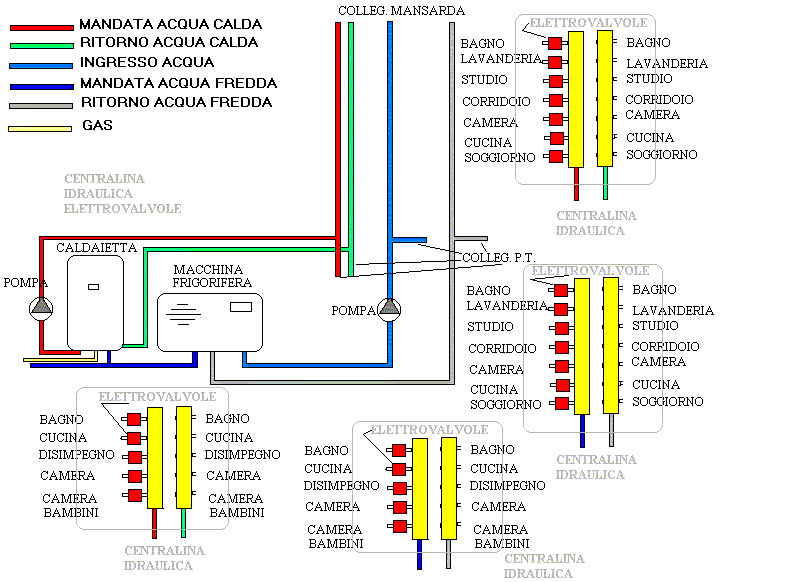 MANDATA ACQUA CALDA
RITORNO ACQUA CALDA
INGRESSO ACQUA
MANDATA ACQUA FREDDA
RITORNO ACQUA FREDDA
GAS
COLLEG. MANSARDA
CENTRALINA
IDRAULICA
ELETTROVALVOLE
CALDAIETTA
POMPA
MACCHINA
FRIGORIFERA
POMPA
COLLEG. P.T.
ELETTROVALVOLE
BAGNO BAGNO
LAVANDERIA LAVANDERIA
STUDIO STUDIO
CORRIDOIO CORRIDOIO
CAMERA CAMERA
CUCINA CUCINA
SOGGIORNO SOGGIORNO
CENTRALINA
IDRAULICA
ELETTROVALVOLE
BAGNO BAGNO
LAVANDERIA LAVANDERIA
STUDIO STUDIO
CORRIDOIO CORRIDOIO
CAMERA CAMERA
CUCINA CUCINA
SOGGIORNO SOGGIORNO
CENTRALINA
IDRAULICA
ELETTROVALVOLE
BAGNO BAGNO
CUCINA CUCINA
DISIMPEGNO DISIMPEGNO
CAMERA CAMERA
CAMERA CAMERA
BAMBINI BAMBINI
CENTRALINA
IDRAULICA
ELETTROVALVOLE
BAGNO BAGNO
CUCINA CUCINA
DISIMPEGNO DISIMPEGNO
CAMERA CAMERA
CAMERA CAMERA
BAMBINI BAMBINI
CENTRALINA
IDRAULICA